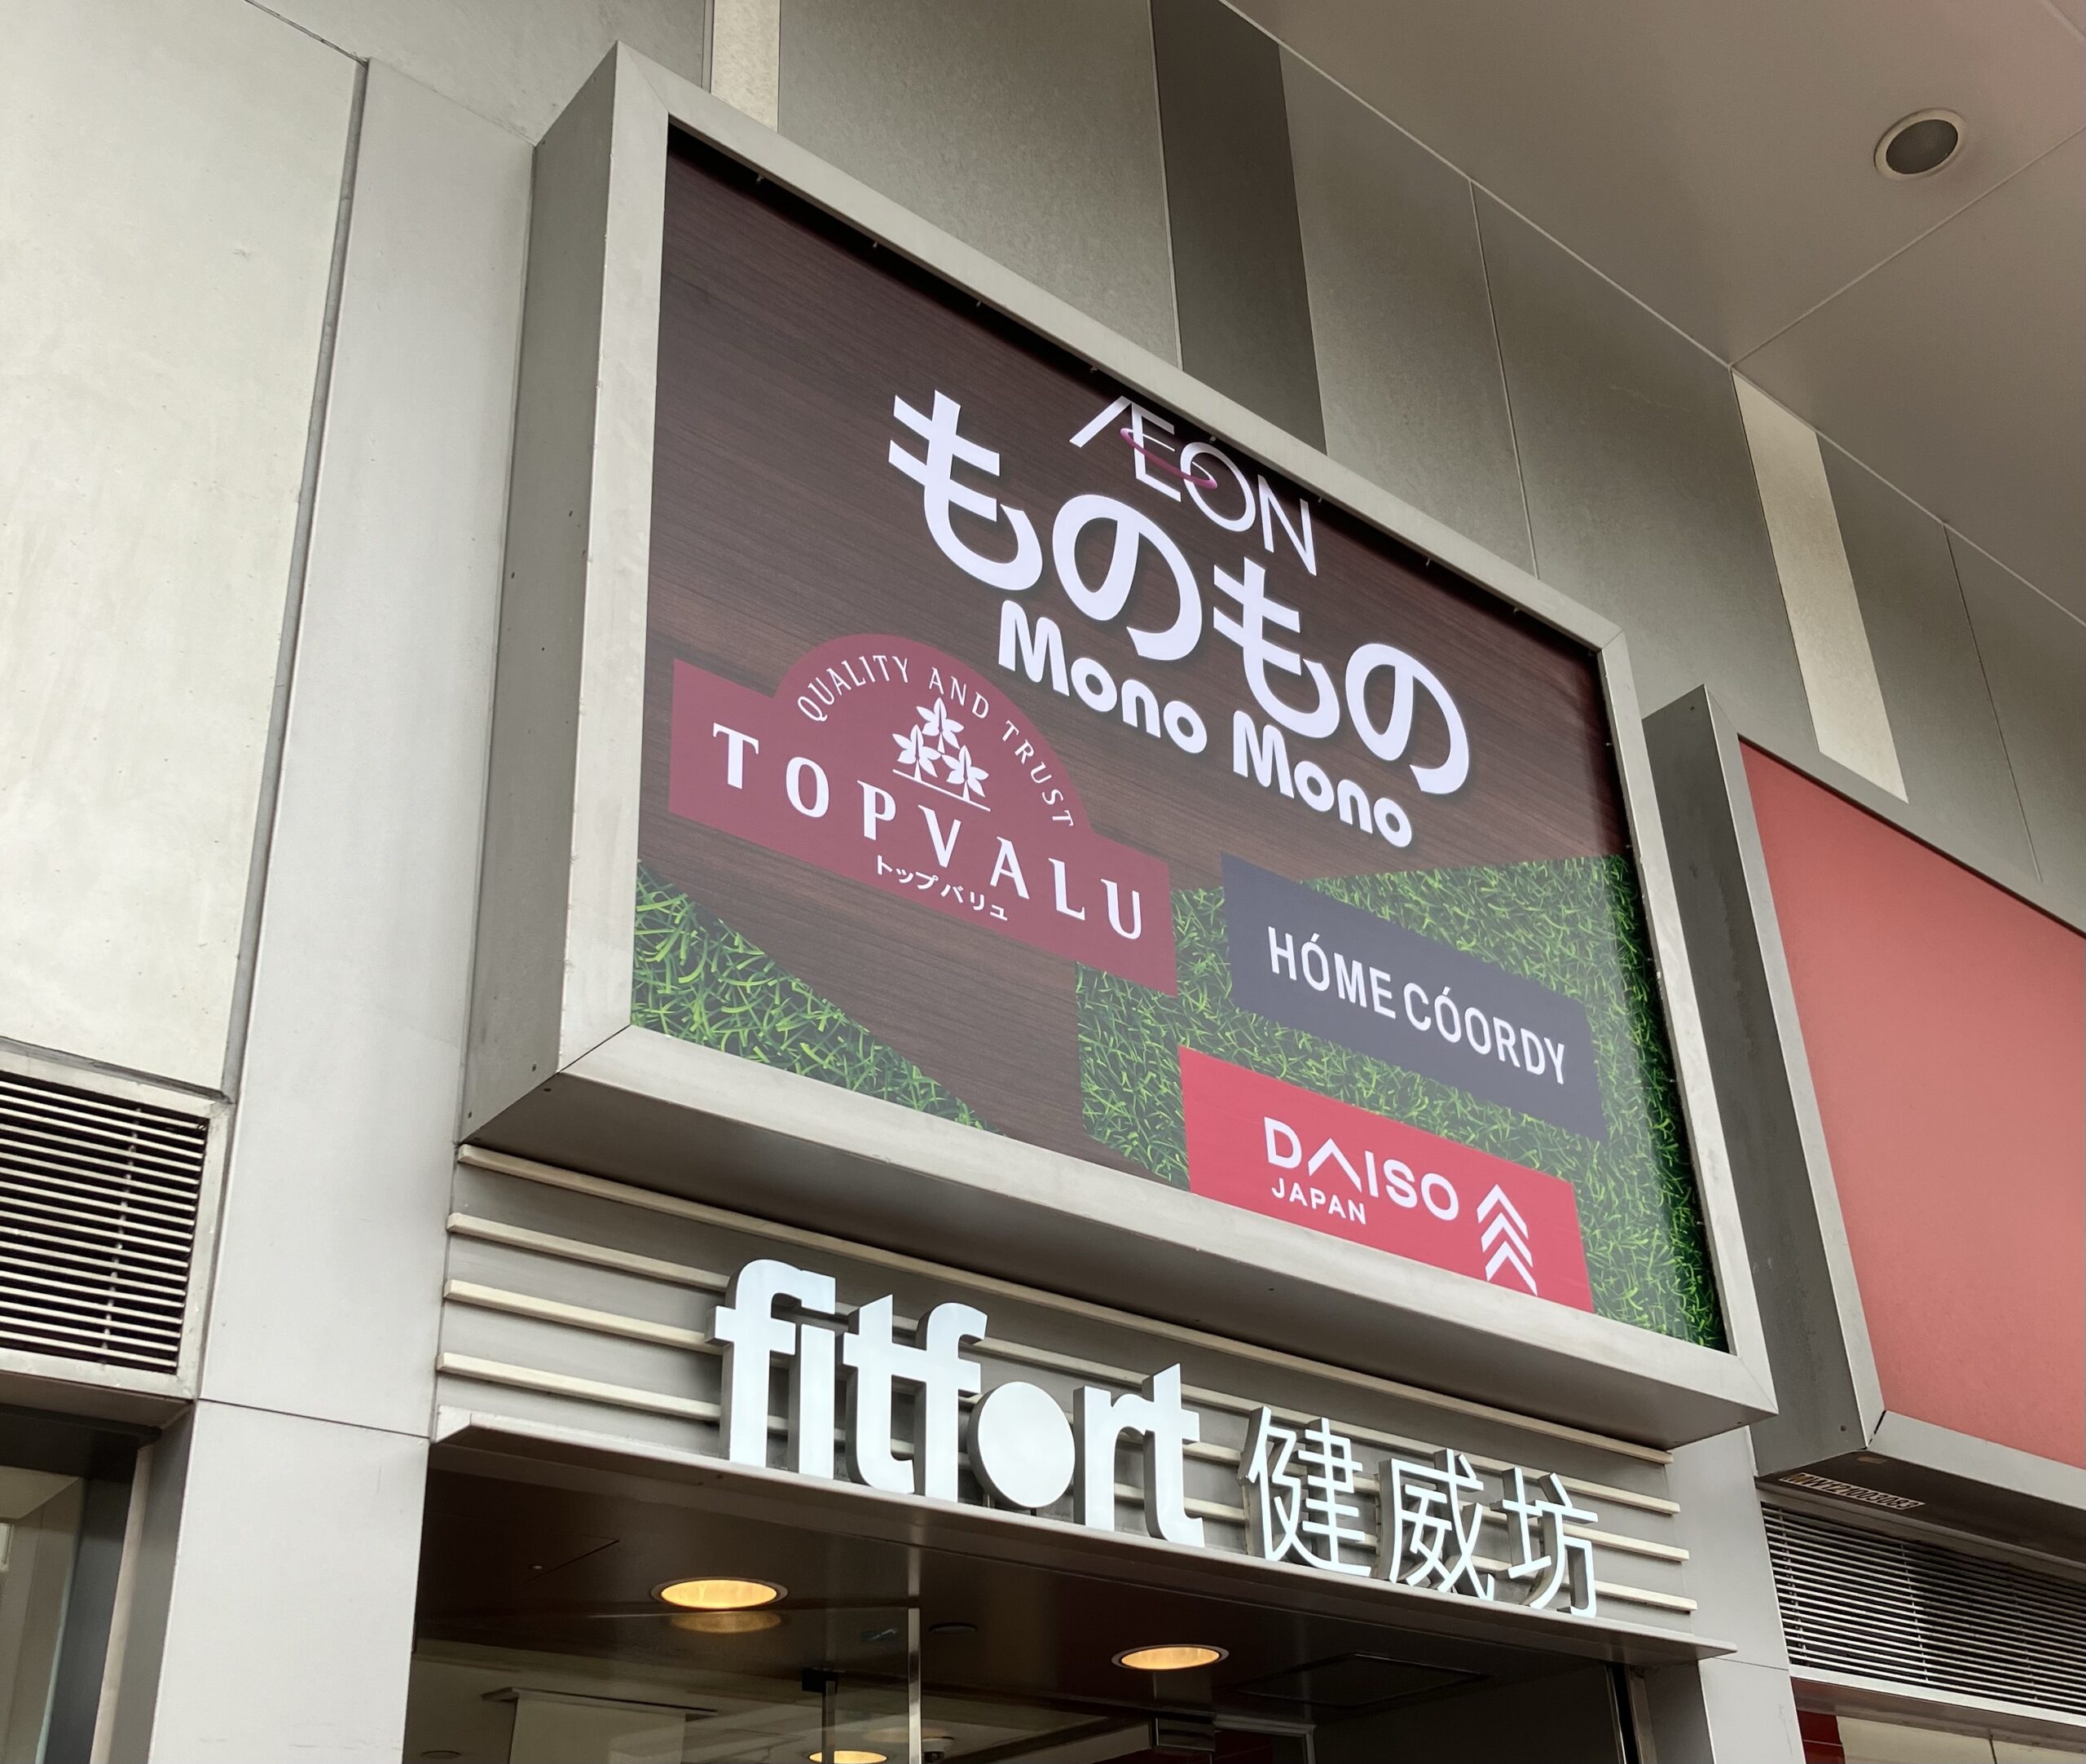 ÆON
ものもの
Mono Mono
QUALITY AND TRUST
TOPVALU
トップバリュ
HÓME CÓORDY
DAISO
JAPAN
fitfort 健威坊